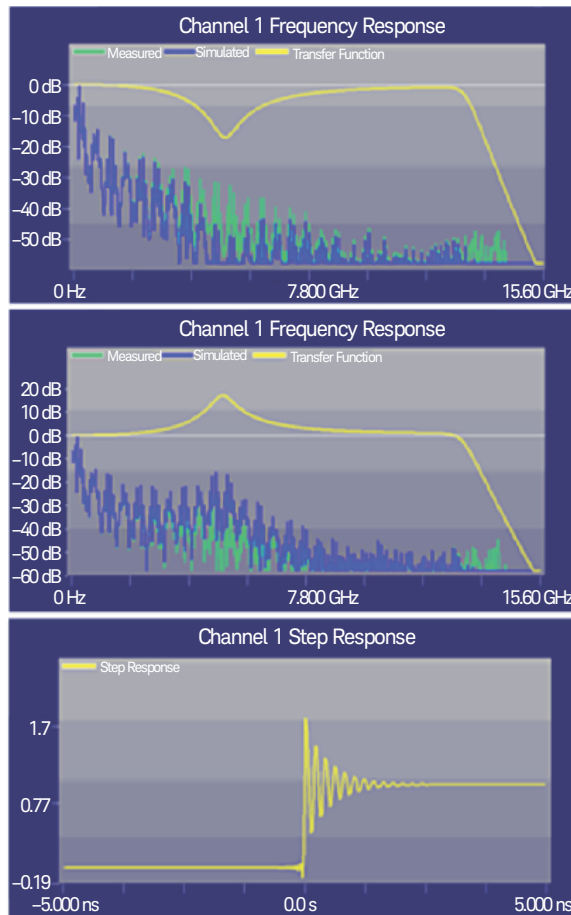 Channel 1 Frequency Response
Measured Simulated Transfer Function
0 dB
−10 dB
−20 dB
−30 dB
−40 dB
−50 dB
0 Hz 7.800 GHz 15.60 GHz
Channel 1 Frequency Response
Measured Simulated Transfer Function
20 dB
10 dB
0 dB
−10 dB
−20 dB
−30 dB
−40 dB
−50 dB
−60 dB
0 Hz 7.800 GHz 15.60 GHz
Channel 1 Step Response
Step Response
1.7
0.77
−0.19
−5.000 ns 0.0 s 5.000 ns